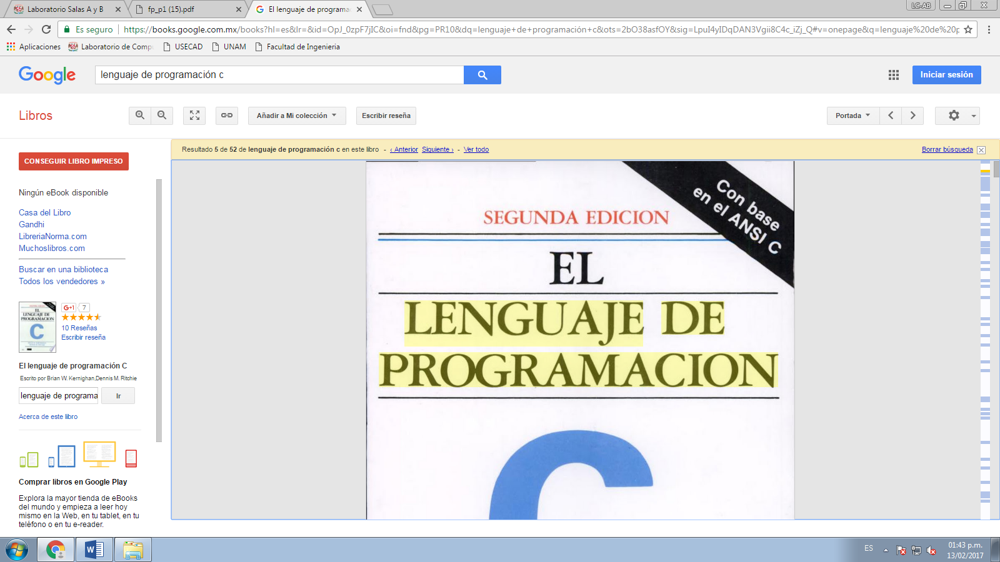 Laboratorio Salas A y B
fp_p1 (15).pdf
El lenguaje de programa
LC-AB
Es seguro
https://books.google.com.mx/books?hl=es&lr=&id=OpJ_0zpF7jIC&oi=fnd&pg=PR10&dq=lenguaje+de+programación+c&ots=2bO38asfOY&sig=LpuI4yIDqDAN3Vgii8C4c_iZj_Q#v=onepage&q=lenguaje%20de%20p
Aplicaciones
Laboratorio de Compu
USECAD
UNAM
Facultad de Ingenieria
Google
lenguaje de programación c
Iniciar sesión
Libros
Añadir a Mi colección
Escribir reseña
Portada
Resultado 5 de 52 de lenguaje de programación c en este libro - ‹ Anterior Siguiente › - Ver todo
Borrar búsqueda
CONSEGUIR LIBRO IMPRESO
Ningún eBook disponible
Casa del Libro
Gandhi
LibreriaNorma.com
Muchoslibros.com
Buscar en una biblioteca
Todos los vendedores »
EL
LENGUAJE DE
PROGRAMACION
C
G+1 7
10 Reseñas
Escribir reseña
El lenguaje de programación C
Escrito por Brian W. Kernighan,Dennis M. Ritchie
lenguaje de programa
Ir
Acerca de este libro
Comprar libros en Google Play
Explora la mayor tienda de eBooks
del mundo y empieza a leer hoy
mismo en la Web, en tu tablet, en tu
teléfono o en tu e-reader.
Con base
en el ANSI C
SEGUNDA EDICION
EL
LENGUAJE DE
PROGRAMACION
C
ES
01:43 p.m.
13/02/2017